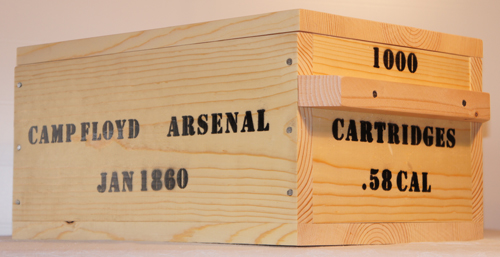 CAMP FLOYD ARSENAL
JAN 1860
1000
CARTRIDGES
.58 CAL